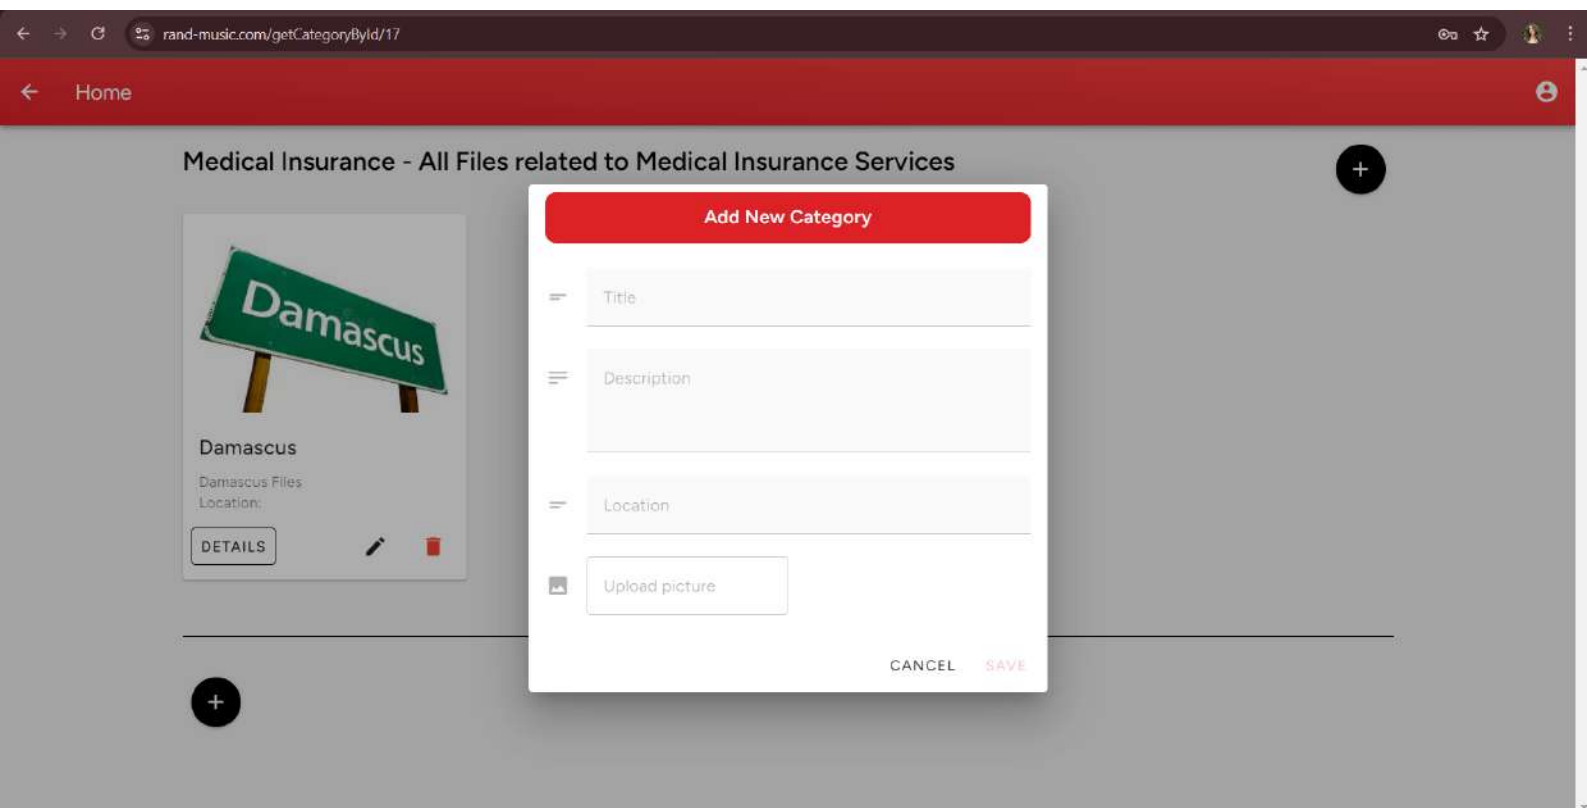 rand-music.com/getCategoryById/17
Home
Medical Insurance - All Files related to Medical Insurance Services
Damascus
Damascus
Damascus Files
Location:
DETAILS
Add New Category
Title
Description
Location
Upload picture
CANCEL SAVE